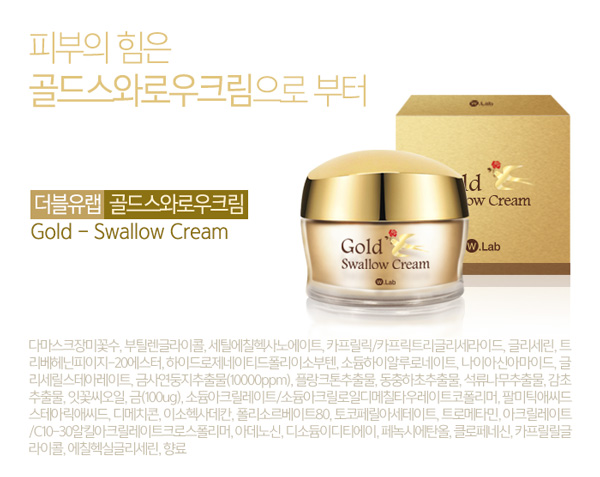 피부의 힘은
골드스와로우크림으로 부터
W.Lab
Gold
Swallow Cream
W.Lab
더블유랩 골드스와로우크림
Gold - Swallow Cream
Gold
Swallow Cream
W.Lab
다마스크장미꽃수, 부틸렌글라이콜, 세틸에칠헥사노에이트, 카프릴릭/카프릭트리글리세라이드, 글리세린, 트
리베헤닌피이지-20에스터, 하이드로제네이티드폴리이소부텐, 소듐하이알루로네이트, 나이아신아마이드, 글
리세릴스테아레이트, 금사연둥지추출물(10000ppm), 플랑크톤추출물, 동충하초추출물, 석류나무추출물, 감초
추출물, 잇꽃씨오일, 금(100ug), 소듐아크릴레이트/소듐아크릴로일디메칠타우레이트코폴리머, 팔미틱애씨드
스테아릭애씨드, 디메치콘, 이소헥사데칸, 폴리소르베이트80, 토코페릴아세테이트, 트로메타민, 아크릴레이트
/C10-30알킬아크릴레이트크로스폴리머, 아데노신, 디소듐이디티에이, 페녹시에탄올, 클로페네신, 카프릴릴글
라이콜, 에칠헥실글리세린, 향료